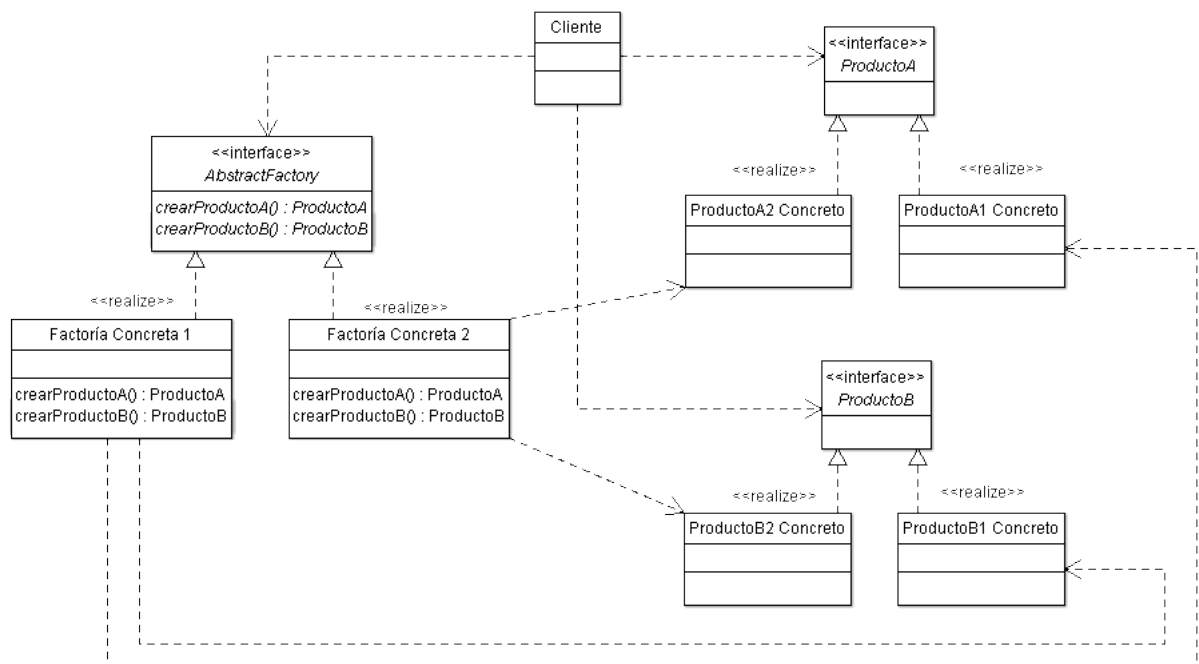 Cliente
<<interface>>
ProductoA
<<interface>>
AbstractFactory
crearProductoA() : ProductoA
crearProductoB() : ProductoB
<<realize>>
<<realize>>
ProductoA2 Concreto
ProductoA1 Concreto
<<realize>>
<<realize>>
Factoría Concreta 1
crearProductoA() : ProductoA
crearProductoB() : ProductoB
Factoría Concreta 2
crearProductoA() : ProductoA
crearProductoB() : ProductoB
<<interface>>
ProductoB
<<realize>>
<<realize>>
ProductoB2 Concreto
ProductoB1 Concreto